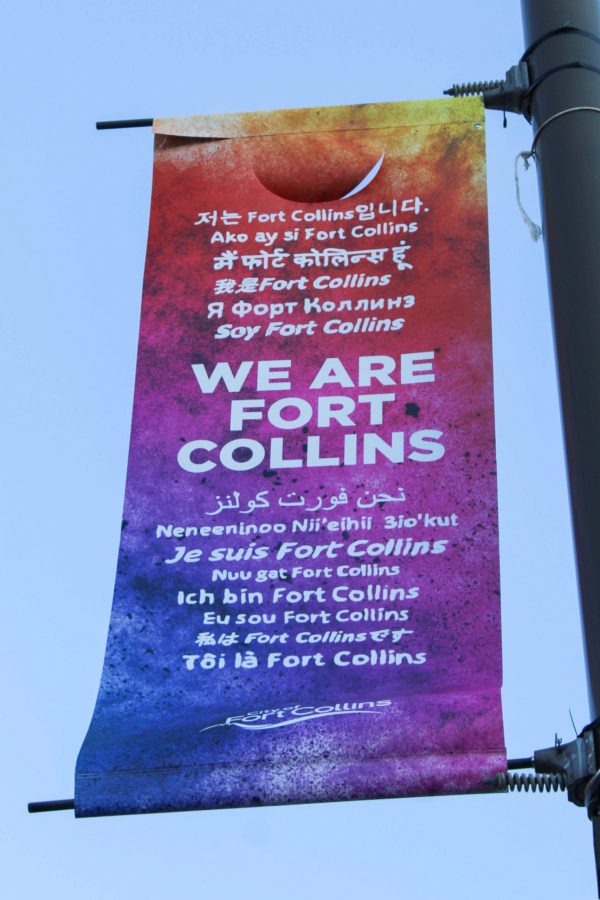 저는 Fort Collins입니다.
Ako ay si Fort Collins
मैं फोर्ट कोलिन्स हूं
我是Fort Collins
Я Форт Коллинз
Soy Fort Collins
WE ARE
FORT
COLLINS
نحن فورت كولنز
Neneeninoo Nii'eihii 3io'kut
Je suis Fort Collins
Nuu gat Fort Collins
Ich bin Fort Collins
Eu sou Fort Collins
私は Fort Collinsです
Tôi là Fort Collins
City of
Fort Collins